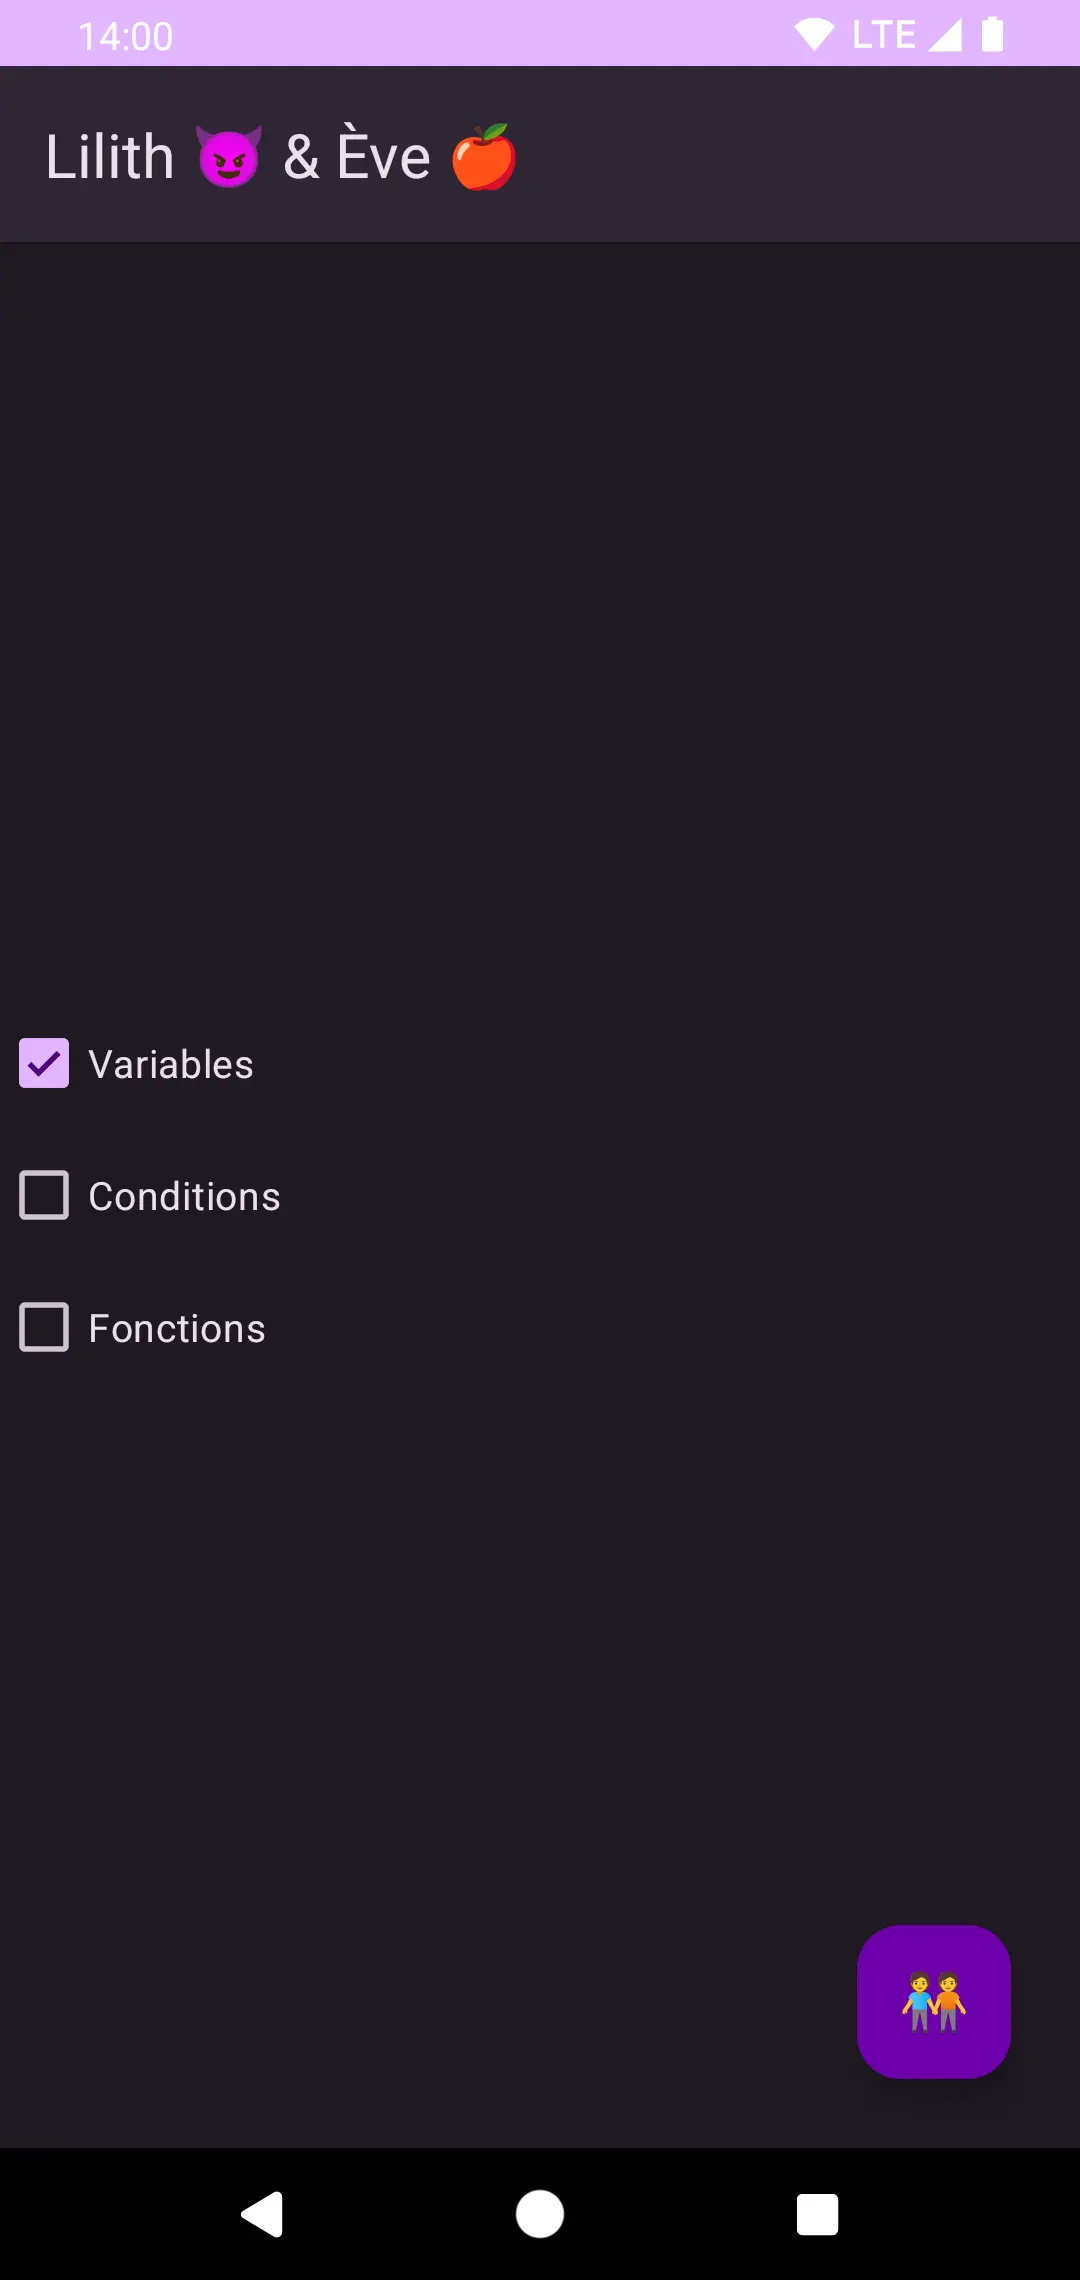 14:00 LTE
Lilith 😈 & Ève 🍎
Variables
Conditions
Fonctions